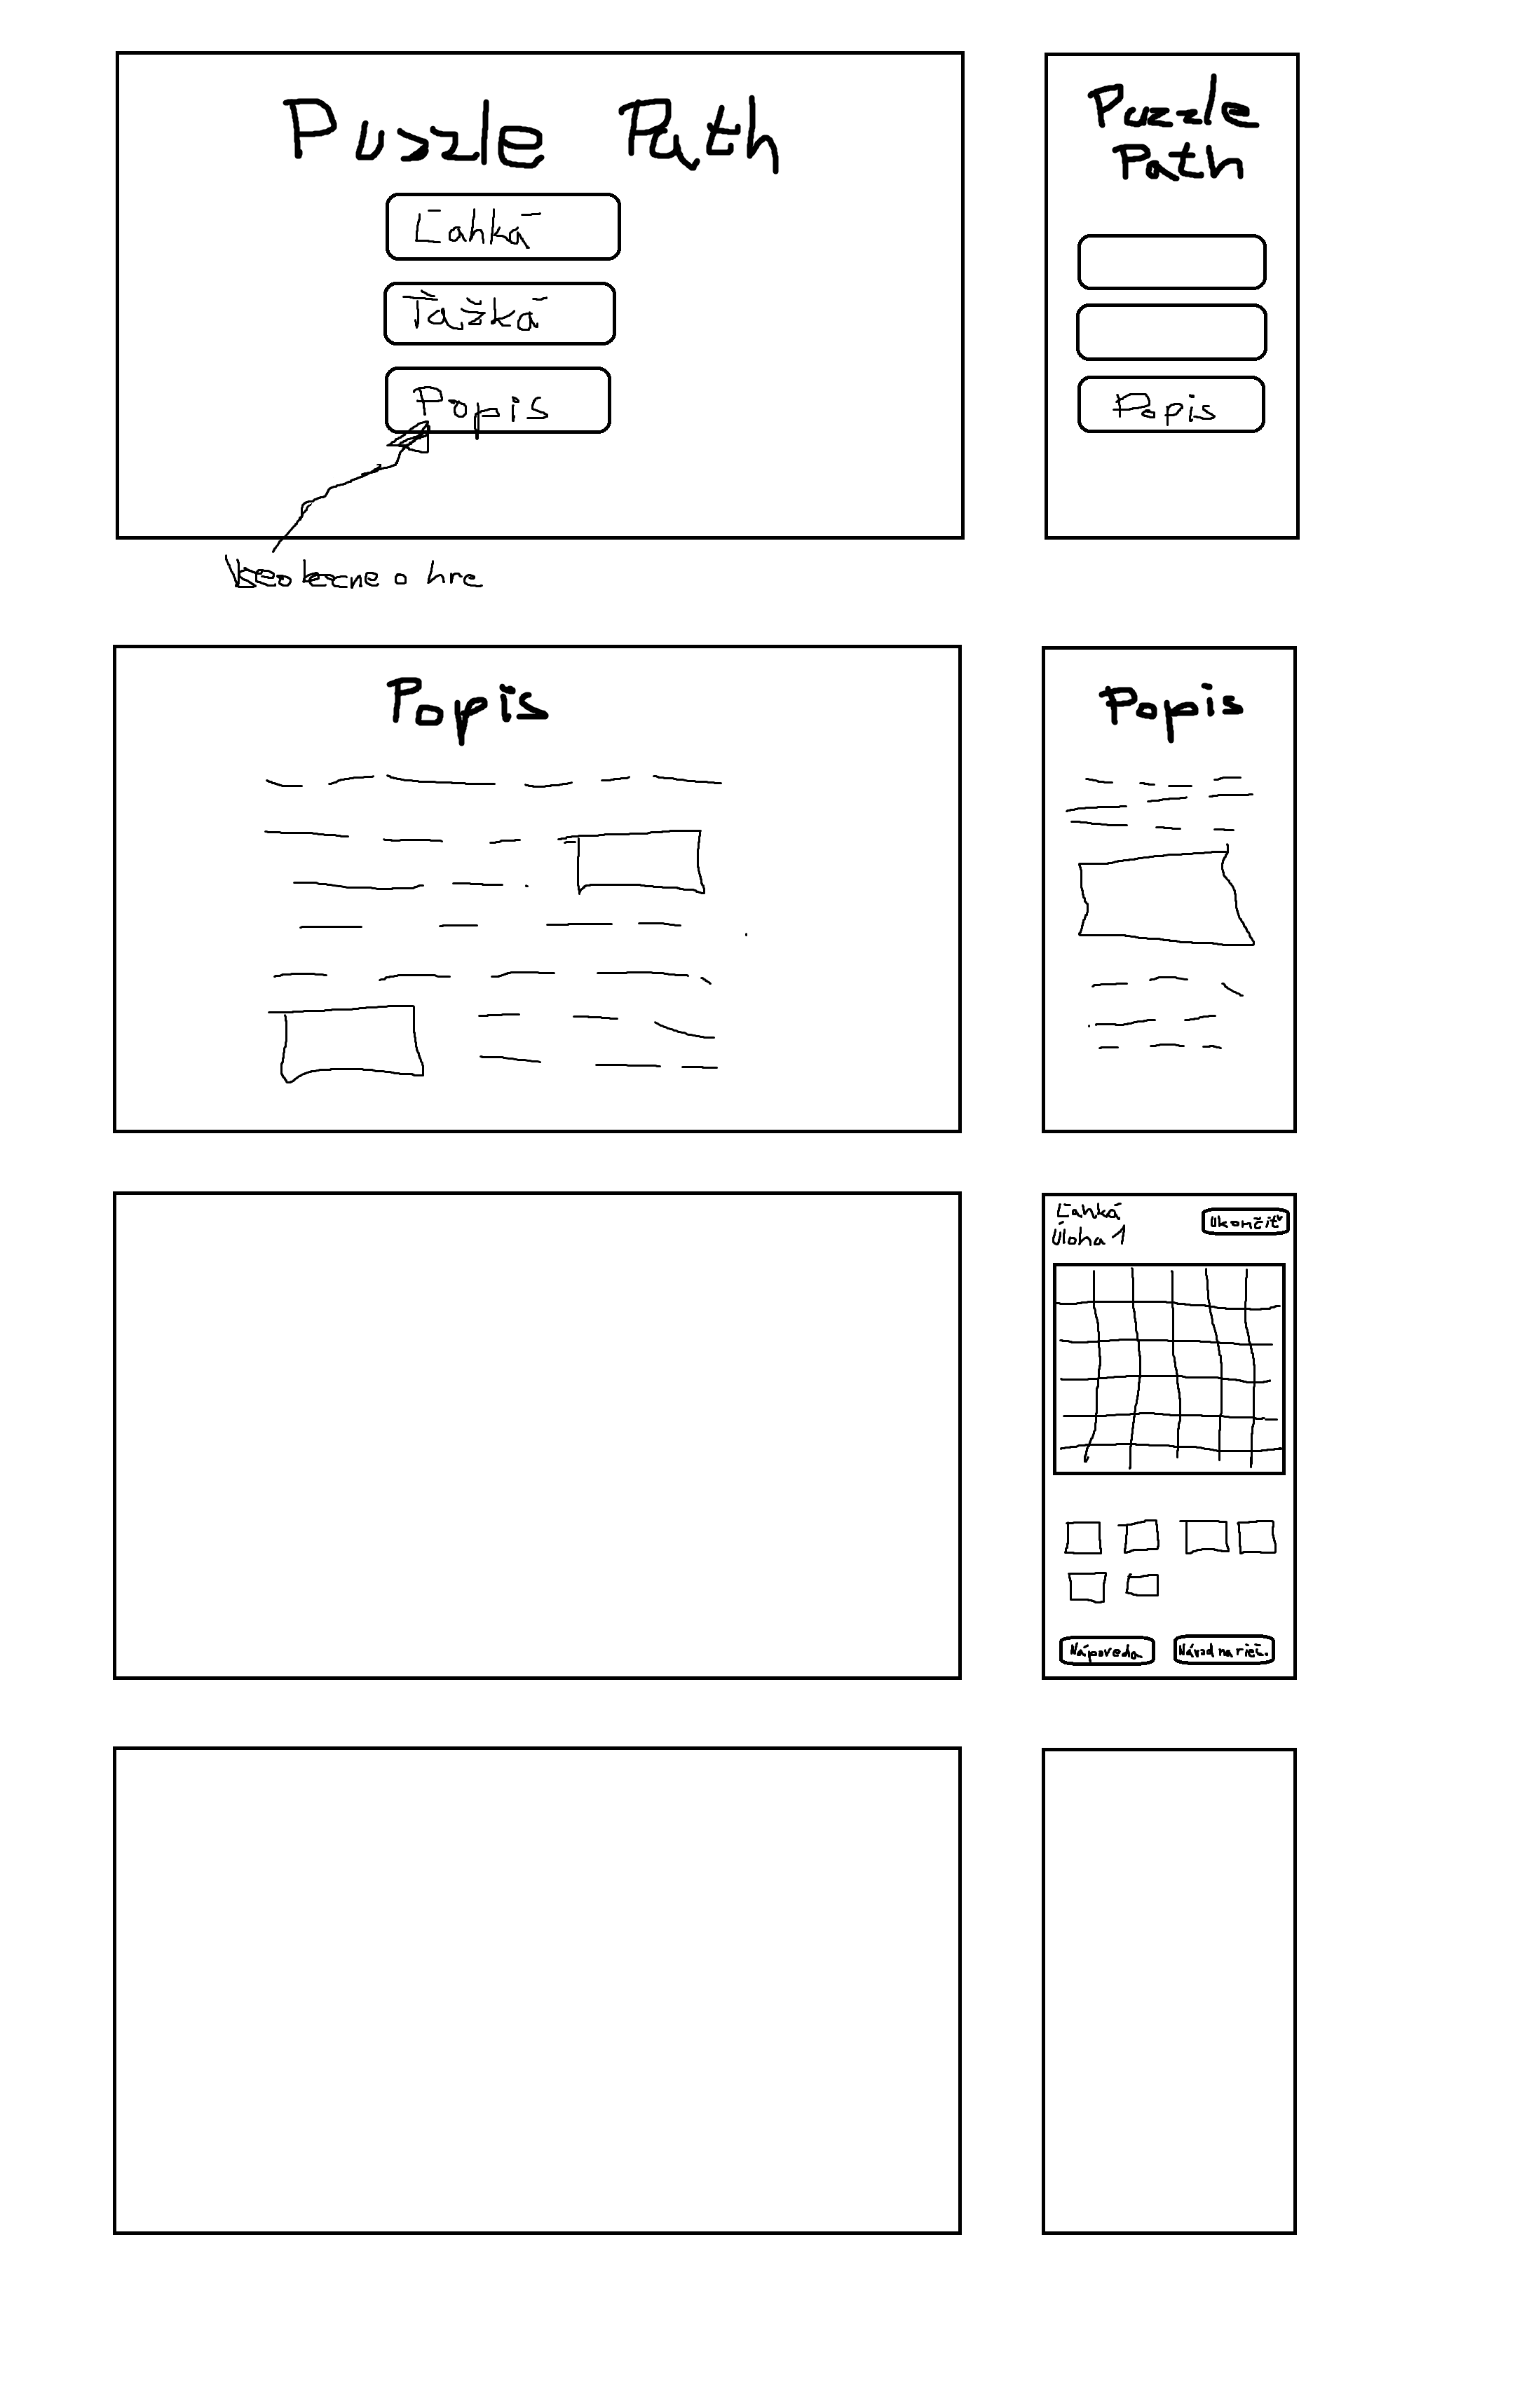 Puzzle Path
Ľahká
Ťažká
Popis
Všeobecne o hre
Puzzle
Path
Popis
Popis
Popis
Ľahká
Úloha 1
Ukončiť
Nápoveda
Návod na rieš.